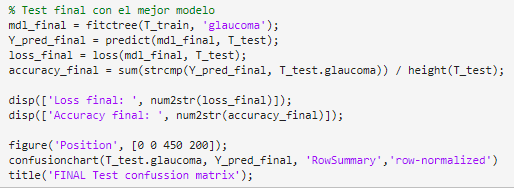 % Test final con el mejor modelo
mdl_final = fitctree(T_train, 'glaucoma');
Y_pred_final = predict(mdl_final, T_test);
loss_final = loss(mdl_final, T_test);
accuracy_final = sum(strcmp(Y_pred_final, T_test.glaucoma)) / height(T_test);
disp(['Loss final: ', num2str(loss_final)]);
disp(['Accuracy final: ', num2str(accuracy_final)]);
figure('Position', [0 0 450 200]);
confusionchart(T_test.glaucoma, Y_pred_final, 'RowSummary','row-normalized')
title('FINAL Test confussion matrix');